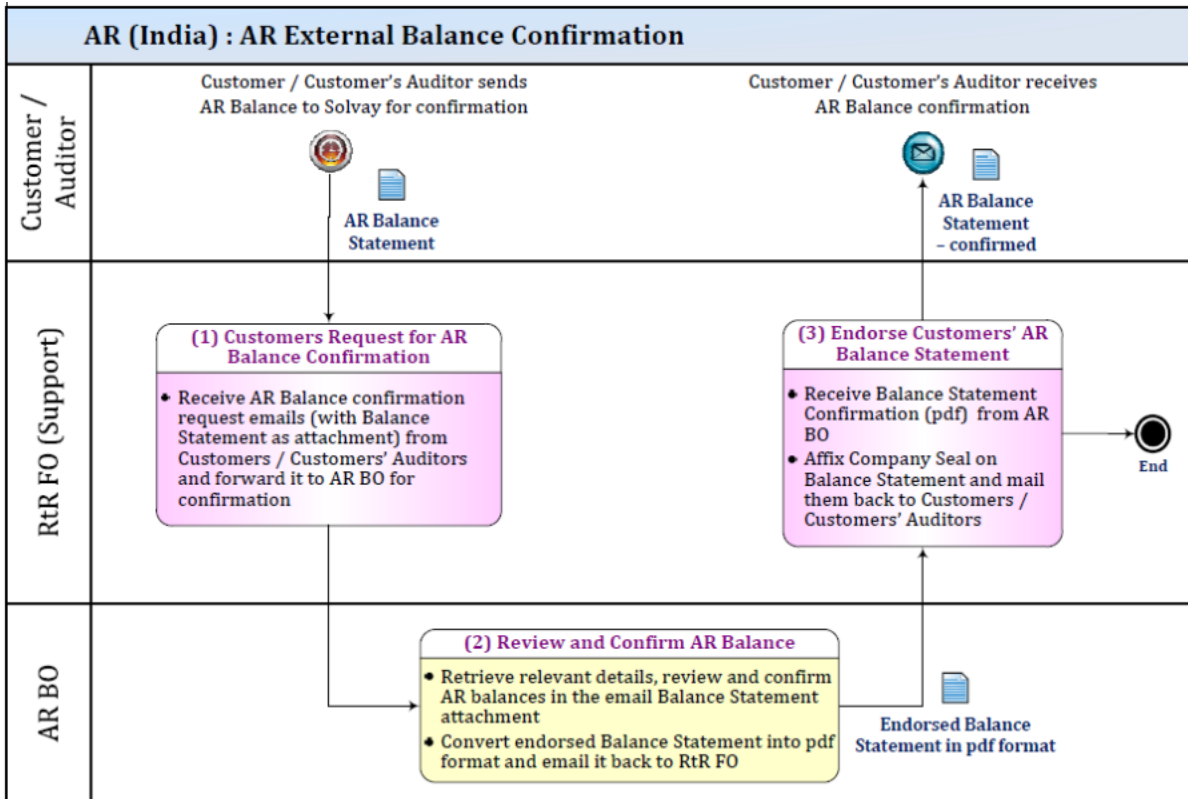 AR (India) : AR External Balance Confirmation
Customer /
Auditor
Customer / Customer's Auditor sends
AR Balance to Solvay for confirmation
AR Balance
Statement
Customer / Customer's Auditor receives
AR Balance confirmation
AR Balance
Statement
– confirmed
RtR FO (Support)
(1) Customers Request for AR
Balance Confirmation
• Receive AR Balance confirmation
request emails (with Balance
Statement as attachment) from
Customers / Customers' Auditors
and forward it to AR BO for
confirmation
(3) Endorse Customers' AR
Balance Statement
• Receive Balance Statement
Confirmation (pdf) from AR
BO
• Affix Company Seal on
Balance Statement and mail
them back to Customers /
Customers' Auditors
End
AR BO
(2) Review and Confirm AR Balance
• Retrieve relevant details, review and confirm
AR balances in the email Balance Statement
attachment
• Convert endorsed Balance Statement into pdf
format and email it back to RtR FO
Endorsed Balance
Statement in pdf format